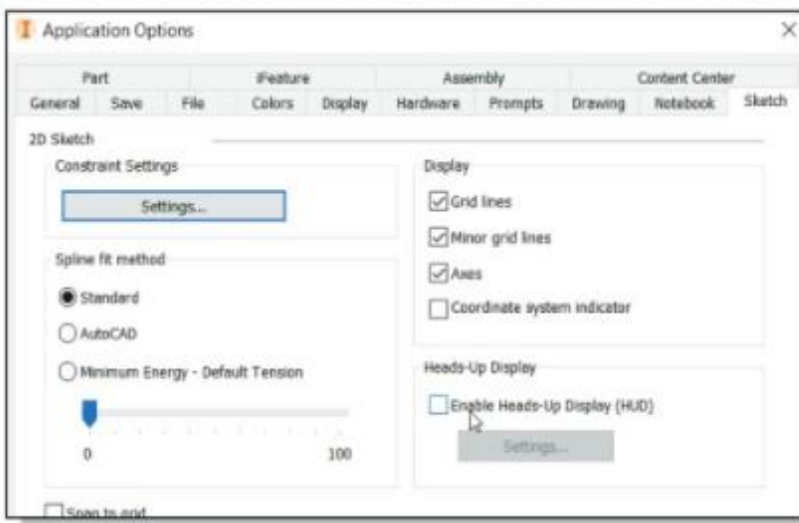 Application Options
Part iFeature Assembly Content Center
General Save File Colors Display Hardware Prompts Drawing Notebook Sketch
2D Sketch
Constraint Settings
Settings...
Spline fit method
Standard
AutoCAD
Minimum Energy - Default Tension
0 100
Display
Grid lines
Minor grid lines
Axes
Coordinate system indicator
Heads-Up Display
Enable Heads-Up Display (HUD)
Settings...
Snap to grid